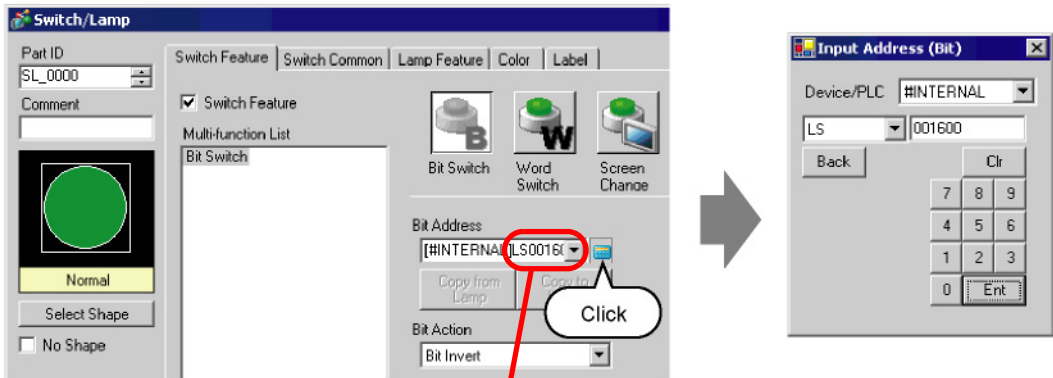 Switch/Lamp
Part ID
SL_0000
Comment
Normal
Select Shape
No Shape
Switch Feature
Switch Common
Lamp Feature
Color
Label
Switch Feature
Multi-function List
Bit Switch
B
Bit Switch
W
Word
Switch
Screen
Change
Bit Address
[#INTERNAL]LS00160
Copy from
Lamp
Copy to
Click
Bit Action
Bit Invert
Input Address (Bit)
Device/PLC
#INTERNAL
LS
001600
Back
Clr
7 8 9
4 5 6
1 2 3
0 Ent